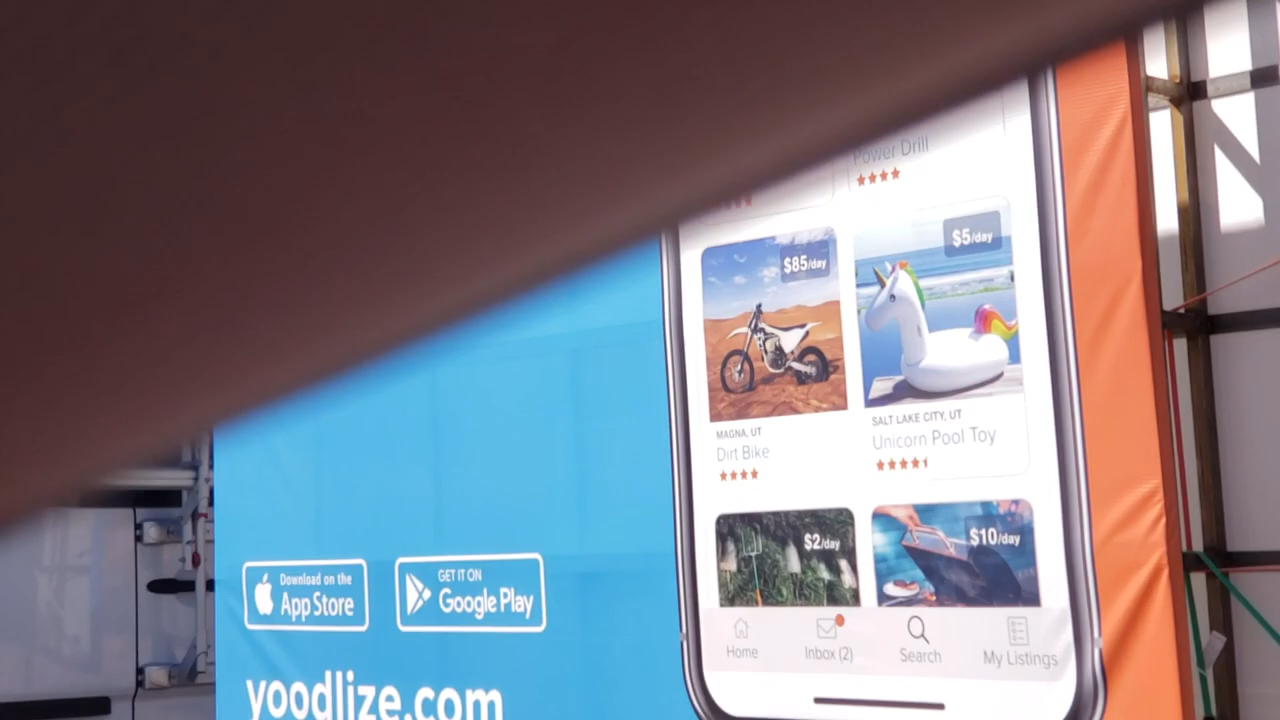 Power Drill
$85/day
$5/day
MAGNA, UT
Dirt Bike
SALT LAKE CITY, UT
Unicorn Pool Toy
$2/day
$10/day
Download on the
App Store
GET IT ON
Google Play
Home
Inbox (2)
Search
My Listings
yoodlize.com